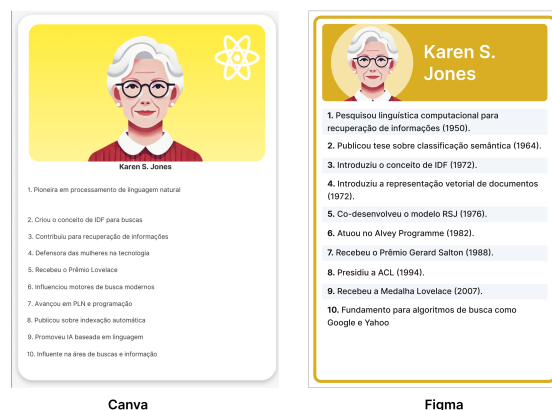 Karen S. Jones
1. Pioneira em processamento de linguagem natural
2. Criou o conceito de IDF para buscas
3. Contribuiu para recuperação de informações
4. Defensora das mulheres na tecnologia
5. Recebeu o Prêmio Lovelace
6. Influenciou motores de busca modernos
7. Avançou em PLN e programação
8. Publicou sobre indexação automática
9. Promoveu IA baseada em linguagem
10. Influente na área de buscas e informação
Canva
Karen S.
Jones
1. Pesquisa linguística computacional para
recuperação de informações (1950).
2. Publicou tese sobre classificação semântica (1964).
3. Introduziu o conceito de IDF (1972).
4. Introduziu a representação vetorial de documentos
(1972).
5. Co-desenvolveu o modelo RSJ (1976).
6. Atuou no Alvey Programme (1982).
7. Recebeu o Prêmio Gerard Salton (1988).
8. Presidiu a ACL (1994).
9. Recebeu a Medalha Lovelace (2007).
10. Fundamento para algoritmos de busca como
Google e Yahoo
Figma